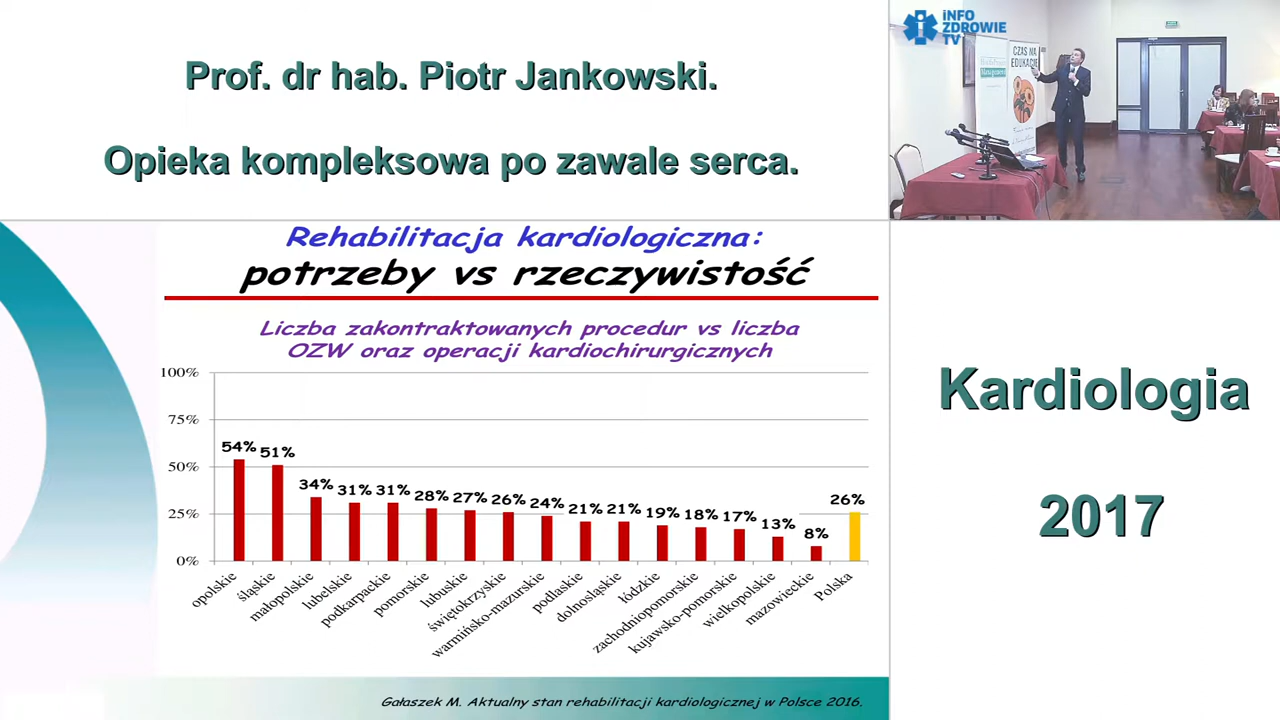 Prof. dr hab. Piotr Jankowski.
Opieka kompleksowa po zawale serca.
iNFO
ZDROWIE
TV
CZAS NA
EDUKACJĘ
Rehabilitacja kardiologiczna:
potrzeby vs rzeczywistość
Liczba zakontraktowanych procedur vs liczba
OZW oraz operacji kardiochirurgicznych
100%
75%
50%
25%
0%
54%
51%
34%
31%
31%
28%
27%
26%
24%
21%
21%
19%
18%
17%
13%
8%
26%
opolskie
śląskie
małopolskie
lubelskie
podkarpackie
pomorskie
lubuskie
świętokrzyskie
warmińsko-mazurskie
podlaskie
dolnośląskie
łódzkie
zachodniopomorskie
kujawsko-pomorskie
wielkopolskie
mazowieckie
Polska
Gałaszek M. Aktualny stan rehabilitacji kardiologicznej w Polsce 2016.
Kardiologia
2017